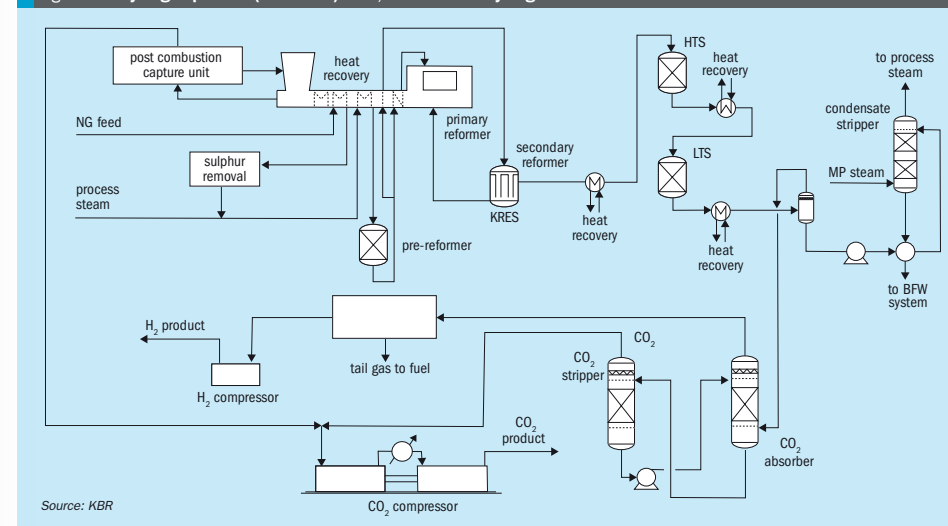 post combustion
capture unit
heat
recovery
NG feed
primary
reformer
sulphur
removal
process
steam
pre-reformer
secondary
reformer
KRES
heat
recovery
HTS
heat
recovery
LTS
heat
recovery
to process
steam
condensate
stripper
MP steam
to BFW
system
H2 product
H2 compressor
tail gas to fuel
CO2
CO2
stripper
CO2
product
CO2
absorber
CO2 compressor
Source: KBR